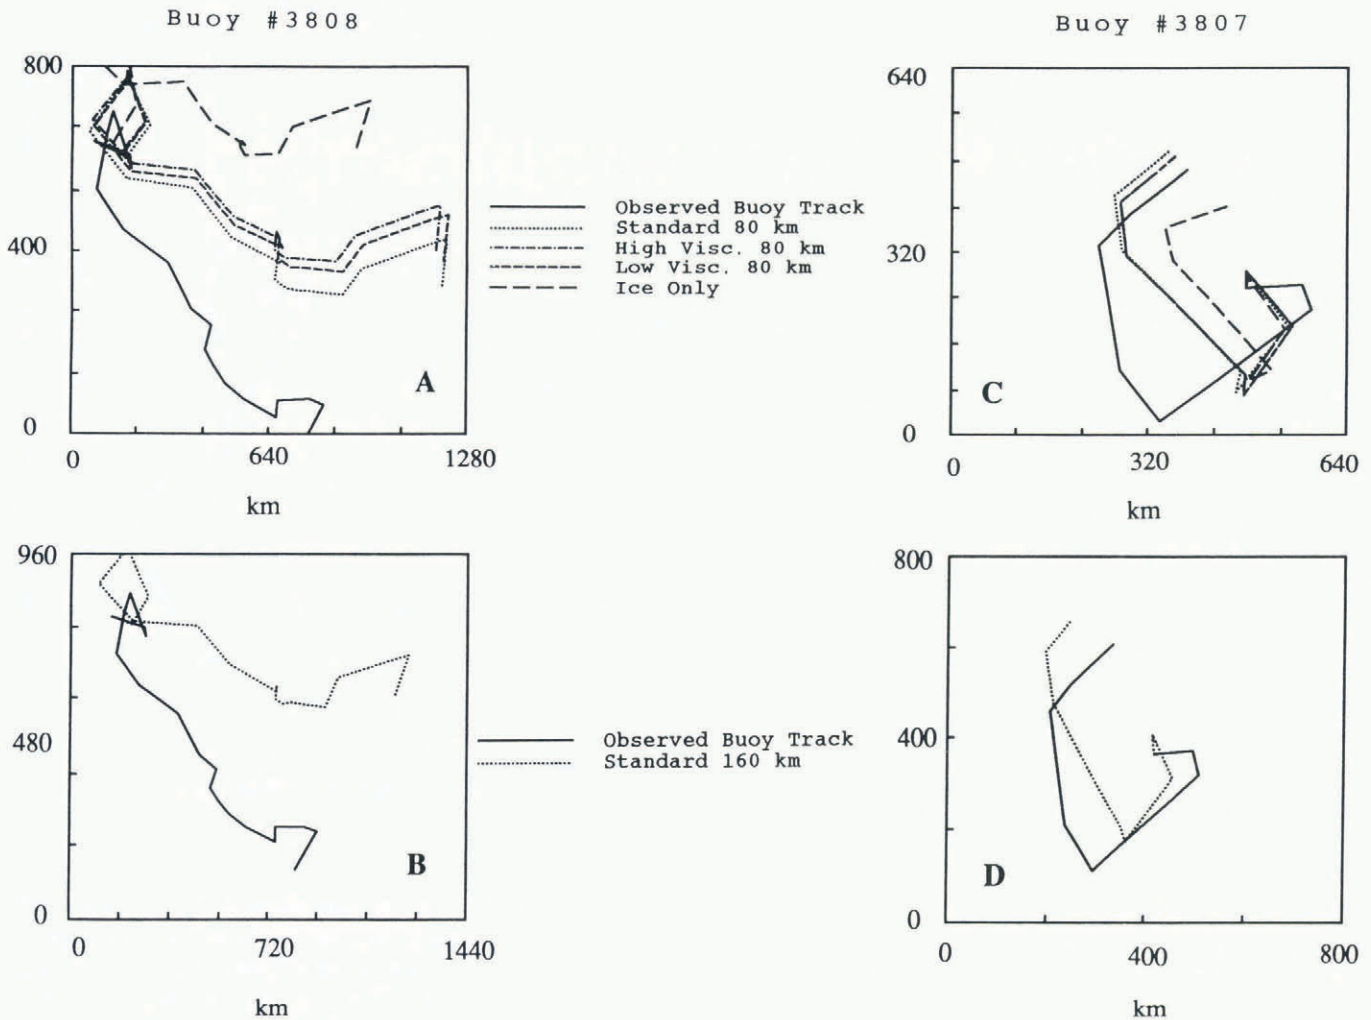 Buoy #3808
800
400
0
0
640
1280
km
A
Observed Buoy Track
Standard 80 km
High Visc. 80 km
Low Visc. 80 km
Ice Only
Buoy #3807
640
320
0
0
320
640
km
C
960
480
0
0
720
1440
km
B
Observed Buoy Track
Standard 160 km
800
400
0
0
400
800
km
D